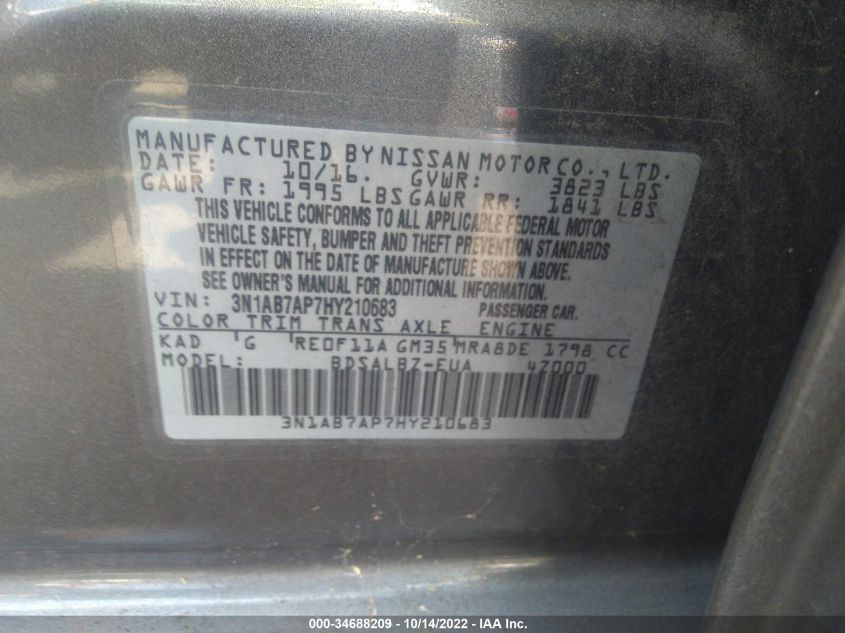 MANUFACTURED BY NISSAN MOTOR CO., LTD.
DATE: 10/16. GVWR: 3823 LBS
GAWR FR: 1995 LBS GAWR RR: 1841 LBS
THIS VEHICLE CONFORMS TO ALL APPLICABLE FEDERAL MOTOR
VEHICLE SAFETY, BUMPER AND THEFT PREVENTION STANDARDS
IN EFFECT ON THE DATE OF MANUFACTURE SHOWN ABOVE.
SEE OWNER'S MANUAL FOR ADDITIONAL INFORMATION.
VIN: 3N1AB7AP7HY210683 PASSENGER CAR.
COLOR TRIM TRANS AXLE ENGINE
KAD G RE0F11A GM35 MRA8DE 1798 CC
MODEL: BDSALBZ-EUA 4Z000
3N1AB7AP7HY210683
000-34688209 - 10/14/2022 - IAA Inc.